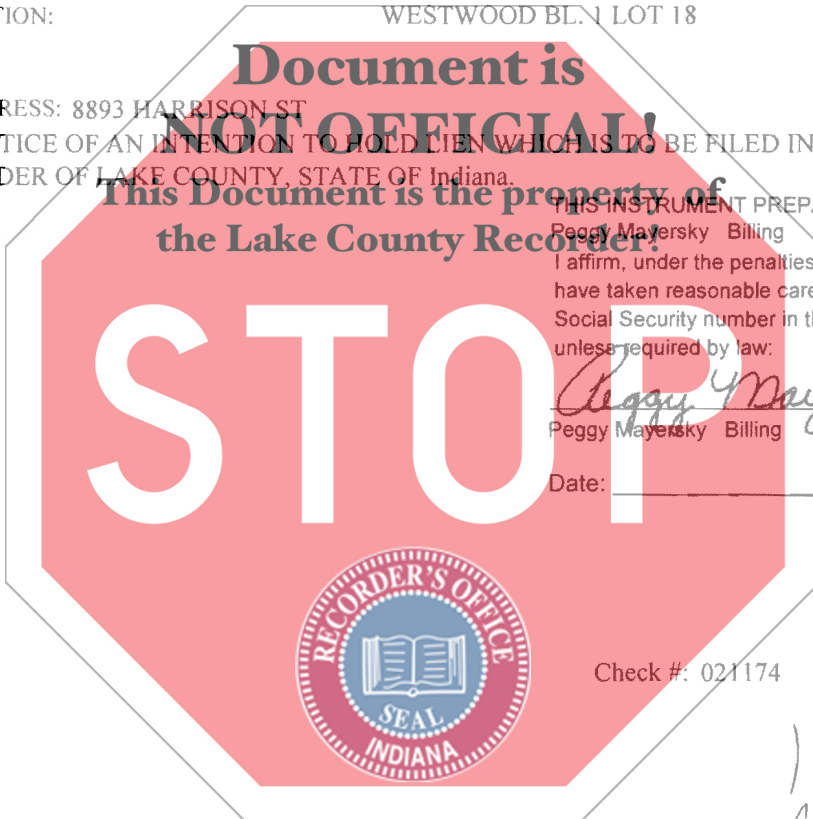 TION: WESTWOOD BL. 1 LOT 18
Document is
RESS: 8893 HARRISON ST
NOT OFFICIAL!
TICE OF AN INTENTION TO HOLD LIEN WHICH IS TO BE FILED IN
DER OF LAKE COUNTY, STATE OF Indiana.
This Document is the property of
the Lake County Recorder!
THIS INSTRUMENT PREPA
Peggy Mayersky Billing
I affirm, under the penalties
have taken reasonable care
Social Security number in th
unless required by law:
Peggy May
Peggy Mayersky Billing
Date:
STOP
RECORDER'S OFFICE
SEAL
INDIANA
Check #: 021174